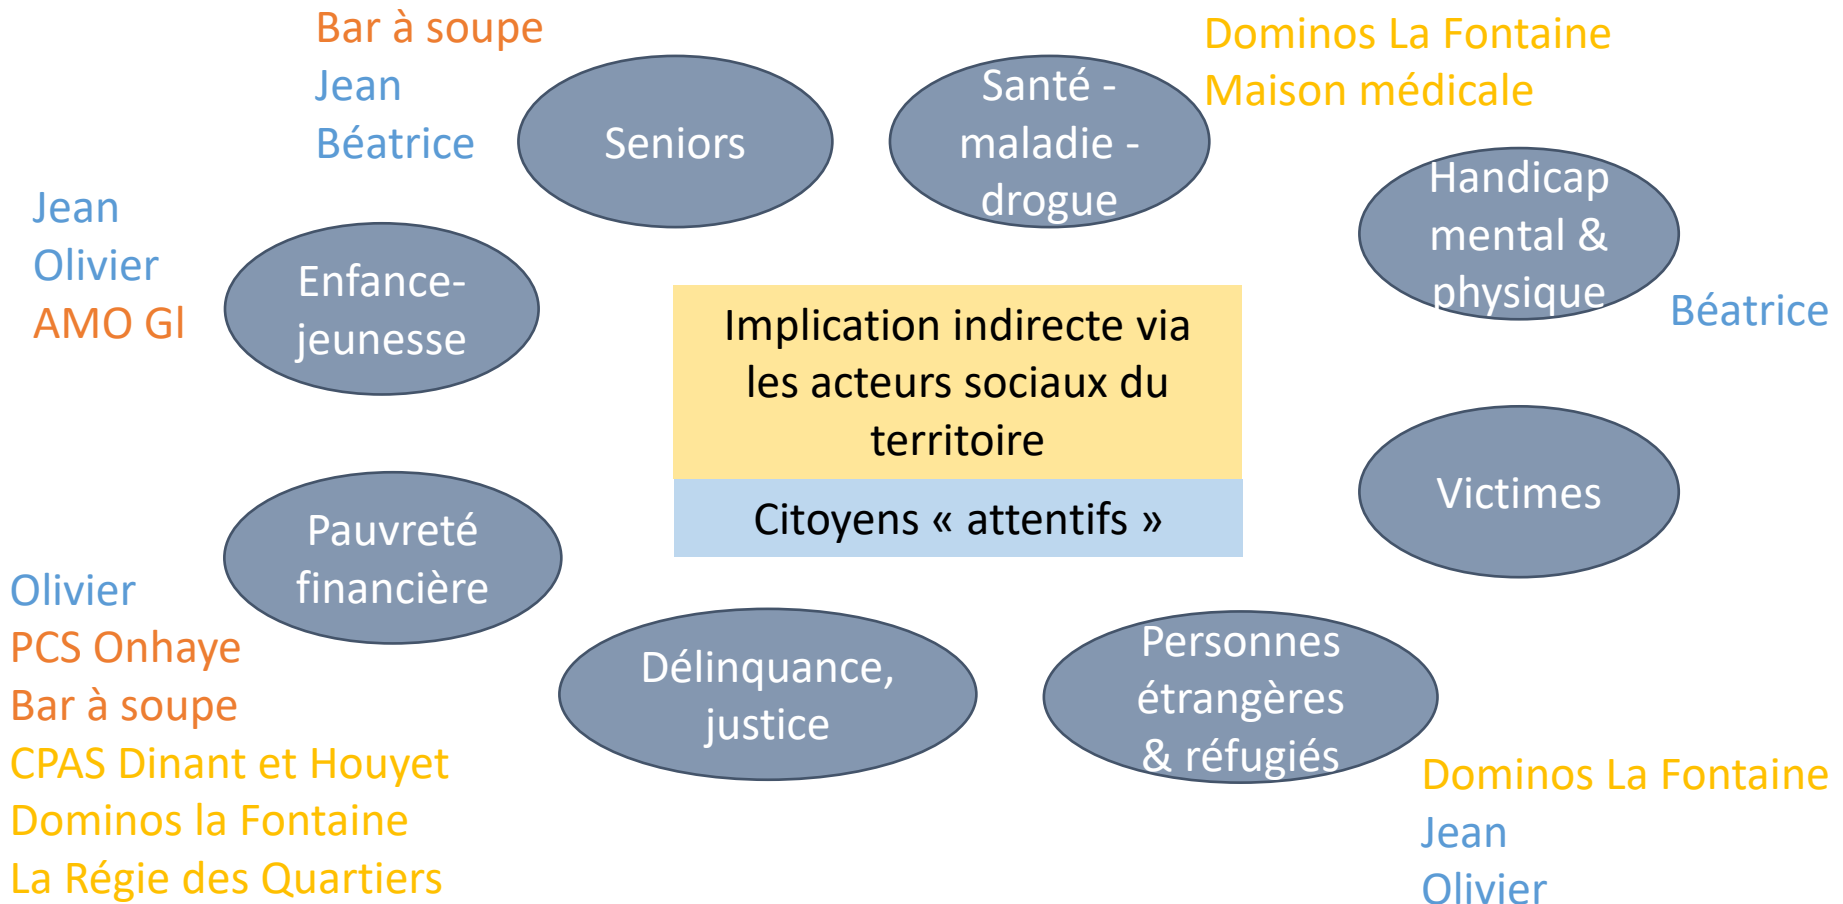 Bar à soupe
Jean
Béatrice
Seniors
Santé -
maladie -
drogue
Dominos La Fontaine
Maison médicale
Handicap
mental &
physique
Béatrice
Jean
Olivier
AMO Gl
Enfance-
jeunesse
Implication indirecte via
les acteurs sociaux du
territoire
Citoyens « attentifs »
Victimes
Pauvreté
financière
Olivier
PCS Onhaye
Bar à soupe
CPAS Dinant et Houyet
Dominos la Fontaine
La Régie des Quartiers
Délinquance,
justice
Personnes
étrangères
& réfugiés
Dominos La Fontaine
Jean
Olivier